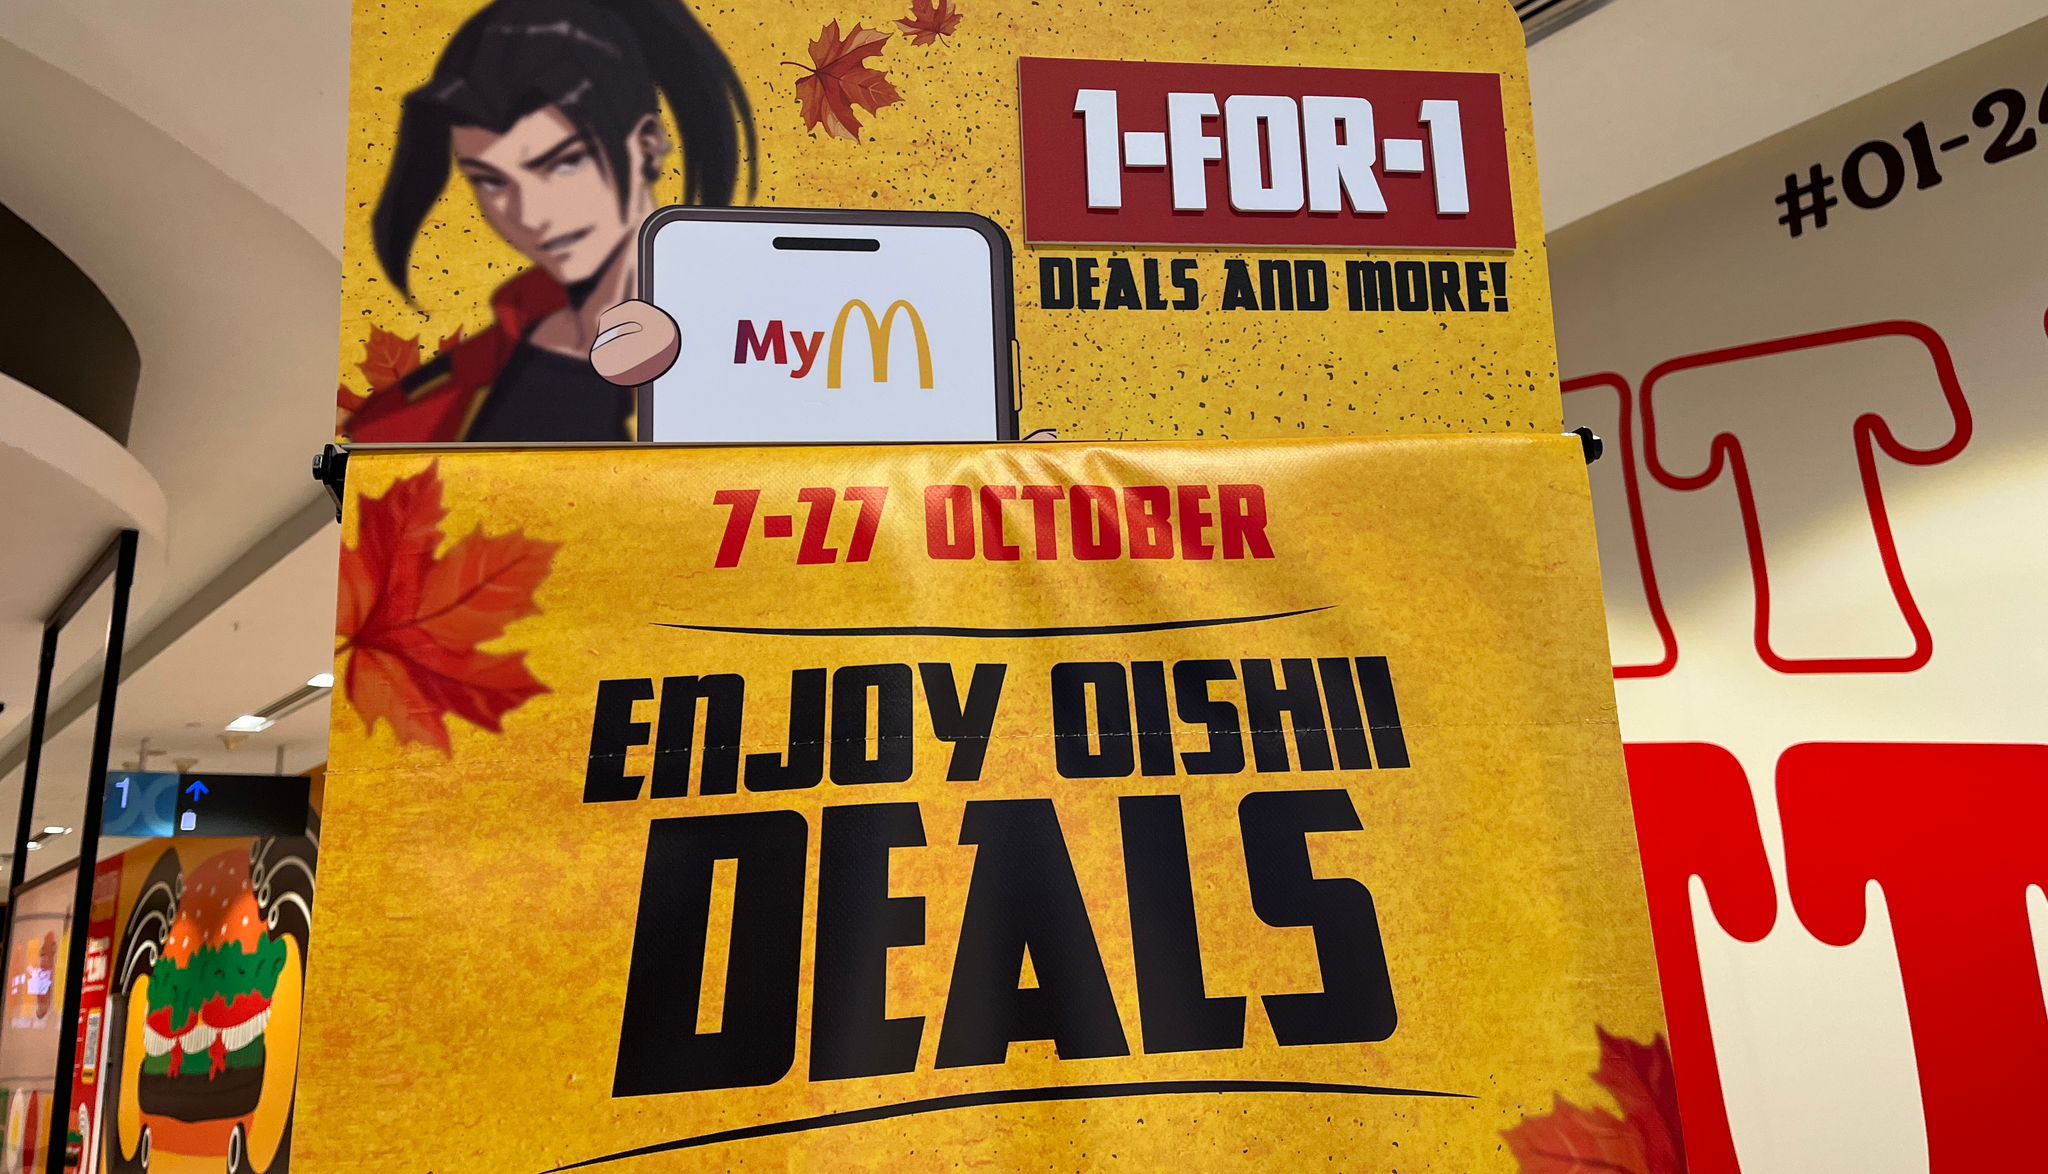 1-FOR-1
DEALS AND MORE!
#01-2
My
7-27 OCTOBER
ENJOY OISHII
DEALS
1